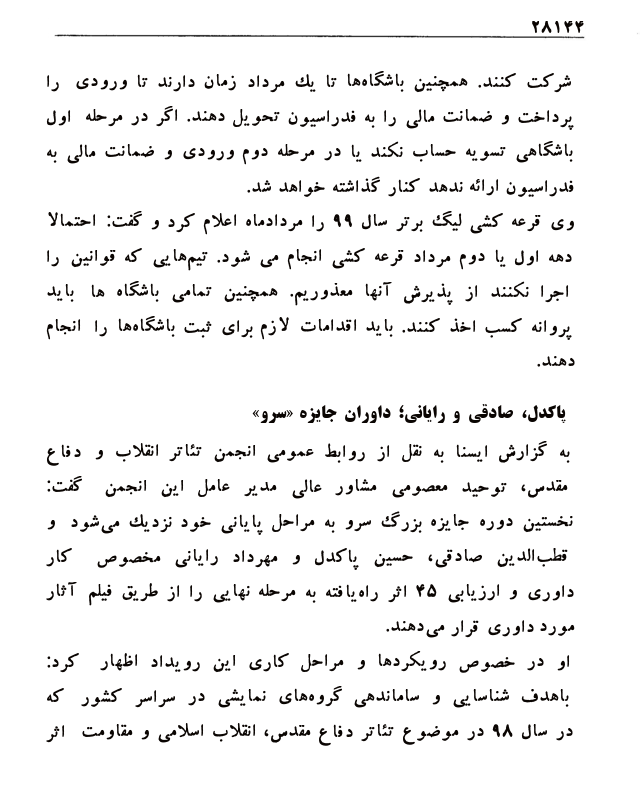 ۲۸۱۴۴
شرکت کنند. همچنین باشگاه‌ها تا یك مرداد زمان دارند تا ورودی را
پرداخت و ضمانت مالی را به فدراسیون تحویل دهند. اگر در مرحله اول
باشگاهی تسویه حساب نکند یا در مرحله دوم ورودی و ضمانت مالی به
فدراسیون ارائه ندهد کنار گذاشته خواهد شد.
وی قرعه کشی لیگ برتر سال ۹۹ را مردادماه اعلام کرد و گفت: احتمالا
دهه اول یا دوم مرداد قرعه کشی انجام می شود. تیم‌هایی که قوانین را
اجرا نکنند از پذیرش آنها معذوریم. همچنین تمامی باشگاه ها باید
پروانه کسب اخذ کنند. باید اقدامات لازم برای ثبت باشگاه‌ها را انجام
دهند.
پاکدل، صادقی و رایانی؛ داوران جایزه «سرو»
به گزارش ایسنا به نقل از روابط عمومی انجمن تئاتر انقلاب و دفاع
مقدس، توحید معصومی مشاور عالی مدیر عامل این انجمن گفت:
نخستین دوره جایزه بزرگ سرو به مراحل پایانی خود نزدیك می‌شود و
قطب‌الدین صادقی، حسین پاکدل و مهرداد رایانی مخصوص کار
داوری و ارزیابی ۴۵ اثر راه‌یافته به مرحله نهایی را از طریق فیلم آثار
مورد داوری قرار می‌دهند.
او در خصوص رویکردها و مراحل کاری این رویداد اظهار کرد:
باهدف شناسایی و ساماندهی گروه‌های نمایشی در سراسر کشور که
در سال ۹۸ در موضوع تئاتر دفاع مقدس، انقلاب اسلامی و مقاومت اثر